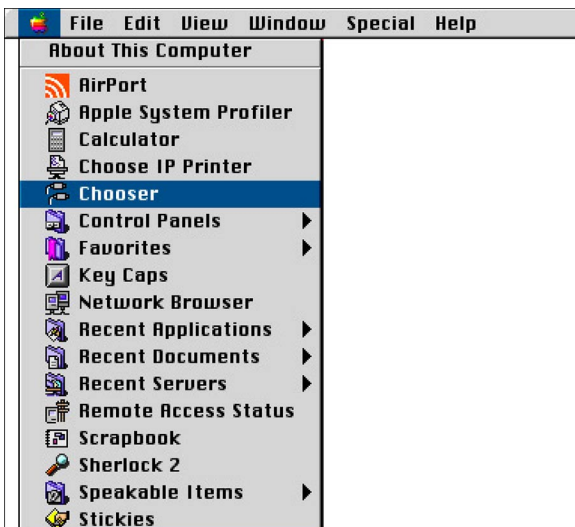 File Edit View Window Special Help
About This Computer
AirPort
Apple System Profiler
Calculator
Choose IP Printer
Chooser
Control Panels
Favorites
Key Caps
Network Browser
Recent Applications
Recent Documents
Recent Servers
Remote Access Status
Scrapbook
Sherlock 2
Speakable Items
Stickies